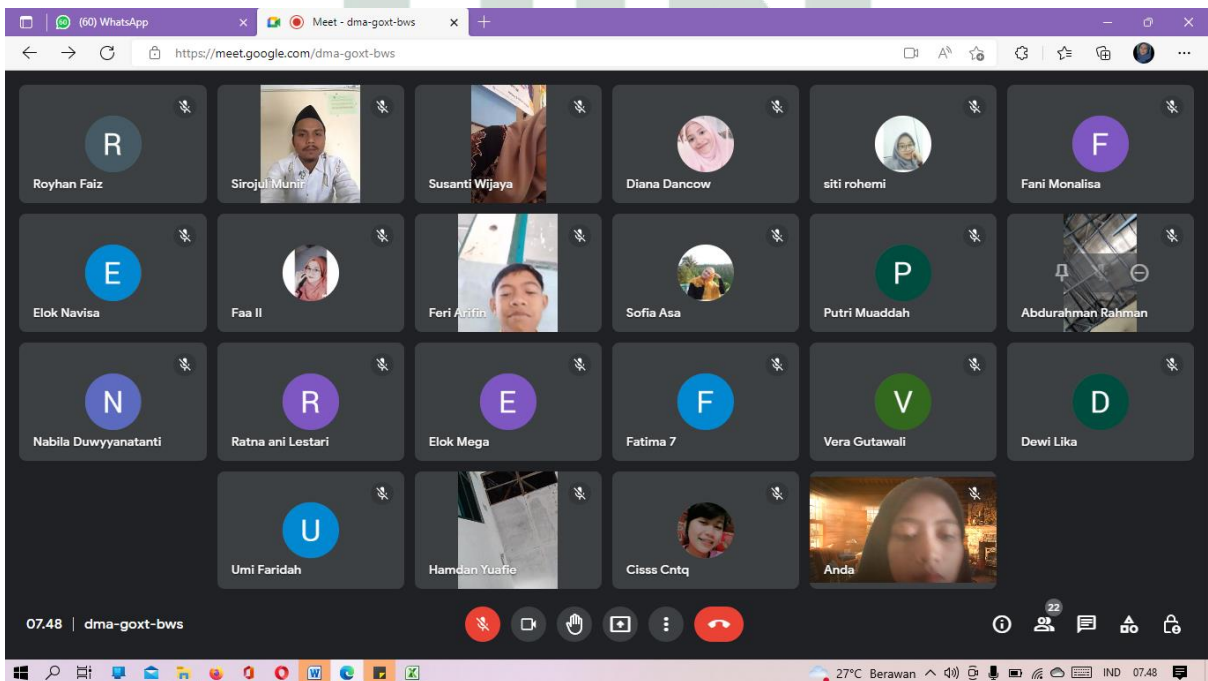 (60) WhatsApp
Meet - dma-goxt-bws
https://meet.google.com/dma-goxt-bws
R
Royhan Faiz
Sirojul Munir
Susanti Wijaya
Diana Dancow
siti rohemi
F
Fani Monalisa
E
Elok Navisa
Faa II
Feri Arifin
Sofia Asa
P
Putri Muaddah
Abdurahman Rahman
N
Nabila Duwyyanatanti
R
Ratna ani Lestari
E
Elok Mega
F
Fatima 7
V
Vera Gutawali
D
Dewi Lika
U
Umi Faridah
Hamdan Yuafie
Cisss Cntq
Anda
07.48 | dma-goxt-bws
22
27°C Berawan
IND
07.48